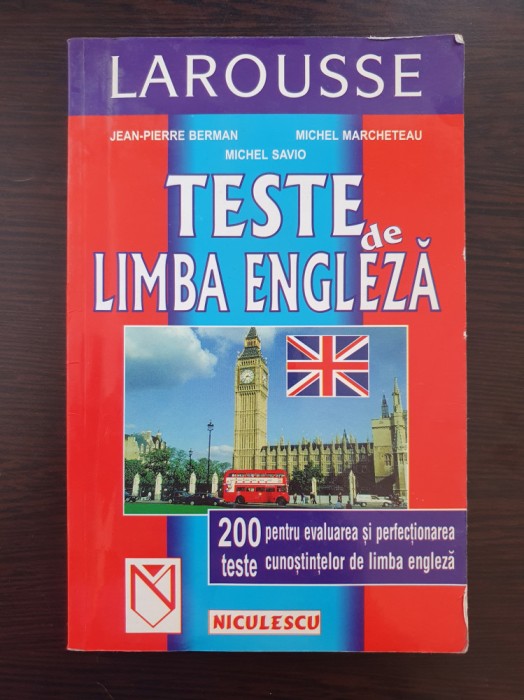 LAROUSSE
JEAN-PIERRE BERMAN MICHEL MARCHETEAU
MICHEL SAVIO
TESTE
de
LIMBA ENGLEZĂ
200 pentru evaluarea și perfecționarea
teste cunoștințelor de limba engleză
NICULESCU